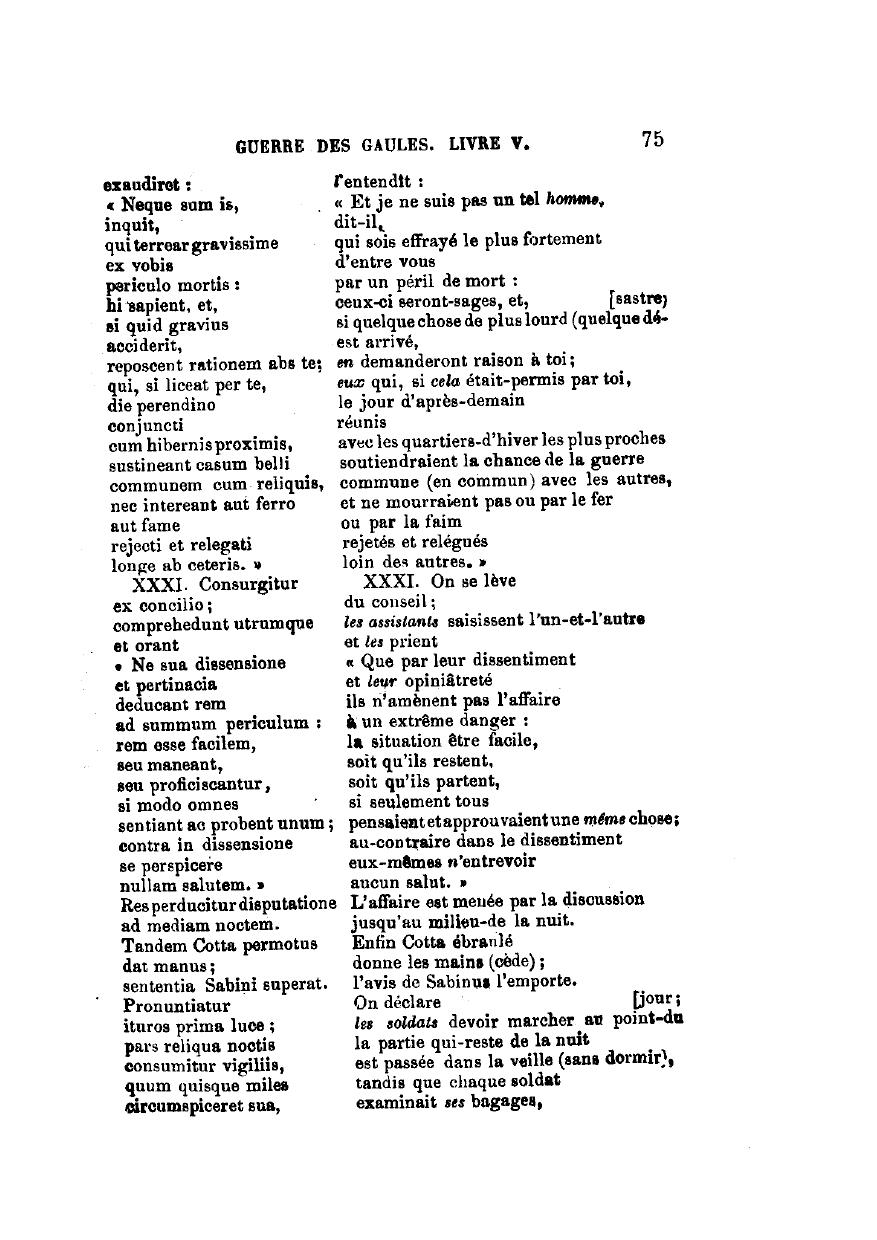 GUERRE DES GAULES. LIVRE V. 75
exaudiret : l'entendît :
« Neque sum is, « Et je ne suis pas un tel homme,
inquit, dit-il,
qui terrear gravissime qui sois effrayé le plus fortement
ex vobis d'entre vous
periculo mortis : par un péril de mort :
hi sapient, et, ceux-ci seront-sages, et, [sastre)
si quid gravius si quelque chose de plus lourd (quelque dé-
acciderit, est arrivé,
reposcent rationem abs te; en demanderont raison à toi;
qui, si liceat per te, eux qui, si cela était-permis par toi,
die perendino le jour d'après-demain
conjuncti réunis
cum hibernis proximis, avec les quartiers-d'hiver les plus proches
sustineant casum belli soutiendraient la chance de la guerre
communem cum reliquis, commune (en commun) avec les autres,
nec intereant aut ferro et ne mourraient pas ou par le fer
aut fame ou par la faim
rejecti et relegati rejetés et relégués
longe ab ceteris. » loin des autres. »
XXXI. Consurgitur XXXI. On se lève
ex concilio; du conseil;
comprehedunt utrumque les assistants saisissent l'un-et-l'autre
et orant et les prient
« Ne sua dissensione « Que par leur dissentiment
et pertinacia et leur opiniâtreté
deducant rem ils n'amènent pas l'affaire
ad summum periculum : à un extrême danger :
rem esse facilem, la situation être facile,
seu maneant, soit qu'ils restent,
seu proficiscantur, soit qu'ils partent,
si modo omnes si seulement tous
sentiant ac probent unum; pensaient et approuvaient une même chose;
contra in dissensione au-contraire dans le dissentiment
se perspicere eux-mêmes n'entrevoir
nullam salutem. » aucun salut. »
Res perducitur disputatione L'affaire est menée par la discussion
ad mediam noctem. jusqu'au milieu-de la nuit.
Tandem Cotta permotus Enfin Cotta ébranlé
dat manus; donne les mains (cède);
sententia Sabini superat. l'avis de Sabinus l'emporte.
Pronuntiatur On déclare [jour;
ituros prima luce; les soldats devoir marcher au point-du
pars reliqua noctis la partie qui-reste de la nuit
consumitur vigiliis, est passée dans la veille (sans dormir),
quum quisque miles tandis que chaque soldat
circumspiceret sua, examinait ses bagages,